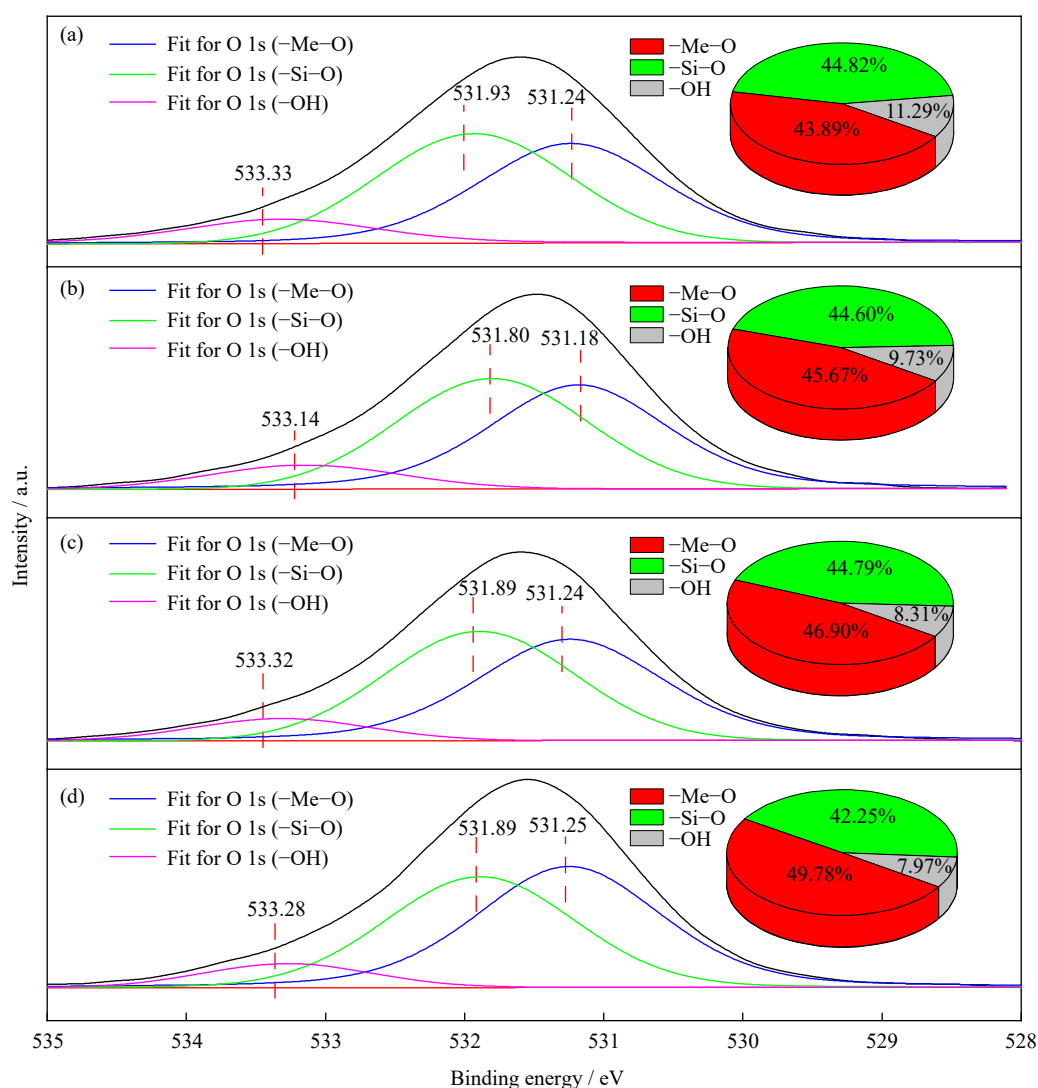 (a)
Fit for O 1s (−Me−O)
Fit for O 1s (−Si−O)
Fit for O 1s (−OH)
533.33
531.93
531.24
−Me−O
−Si−O
−OH
44.82%
11.29%
43.89%
(b)
Fit for O 1s (−Me−O)
Fit for O 1s (−Si−O)
Fit for O 1s (−OH)
533.14
531.80
531.18
−Me−O
−Si−O
−OH
44.60%
9.73%
45.67%
(c)
Fit for O 1s (−Me−O)
Fit for O 1s (−Si−O)
Fit for O 1s (−OH)
533.32
531.89
531.24
−Me−O
−Si−O
−OH
44.79%
8.31%
46.90%
(d)
Fit for O 1s (−Me−O)
Fit for O 1s (−Si−O)
Fit for O 1s (−OH)
533.28
531.89
531.25
−Me−O
−Si−O
−OH
42.25%
7.97%
49.78%
Intensity / a.u.
535 534 533 532 531 530 529 528
Binding energy / eV